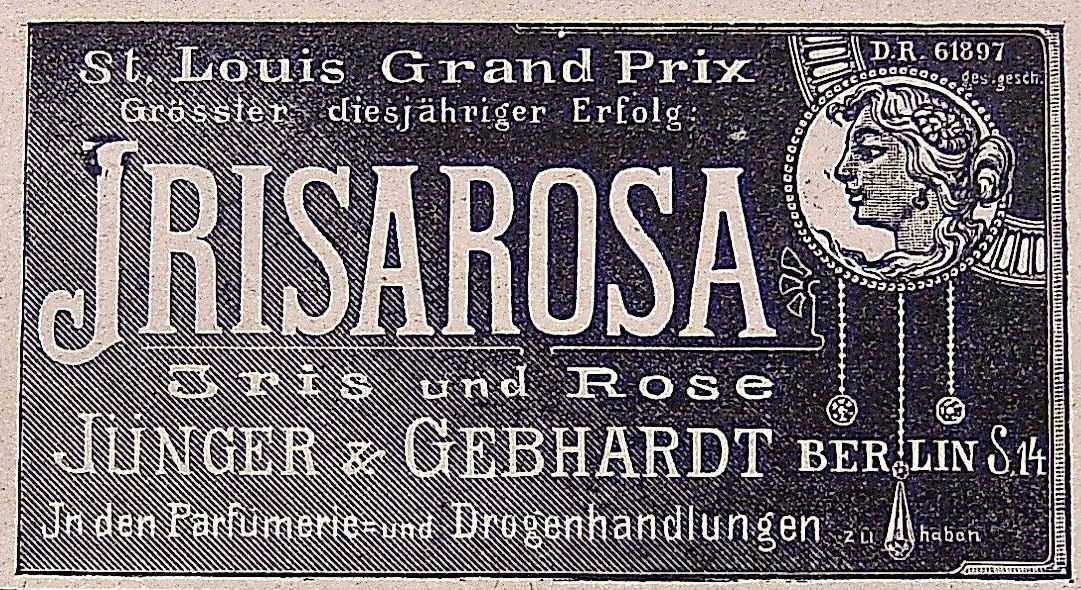 St. Louis Grand Prix
Grösster diesjähriger Erfolg:
D.R. 61897
ges. gesch.
JRISAROSA
Iris und Rose
JÜNGER & GEBHARDT BERLIN S. 14
Jn den Parfümerie= und Drogenhandlungen zu haben